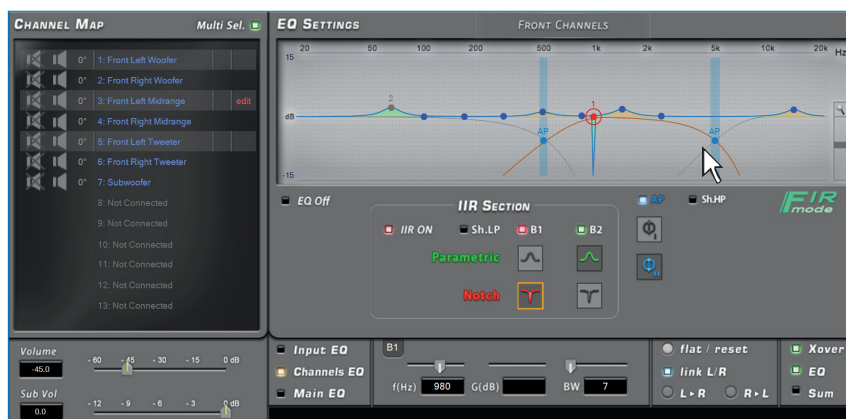 CHANNEL MAP Multi Sel.
0° 1: Front Left Woofer
0° 2: Front Right Woofer
0° 3: Front Left Midrange edit
0° 4: Front Right Midrange
0° 5: Front Left Tweeter
0° 6: Front Right Tweeter
0° 7: Subwoofer
8: Not Connected
9: Not Connected
10: Not Connected
11: Not Connected
12: Not Connected
13: Not Connected
Volume
-45.0
- 60 - 45 - 30 - 15 0 dB
Sub Vol
0.0
- 12 - 9 - 6 - 3 0 dB
EQ SETTINGS FRONT CHANNELS
20 50 100 200 500 1k 2k 5k 10k 20k Hz
15
2 1
dB
AP AP
-15
EQ Off
IIR SECTION
IIR ON Sh.LP B1 B2
Parametric
Notch
AP Sh.HP
Φ I
Φ II
FIR
mode
Input EQ
Channels EQ
Main EQ
B1
f(Hz) 980 G(dB) BW 7
flat / reset
link L/R
L▸R R▸L
Xover
EQ
Sum